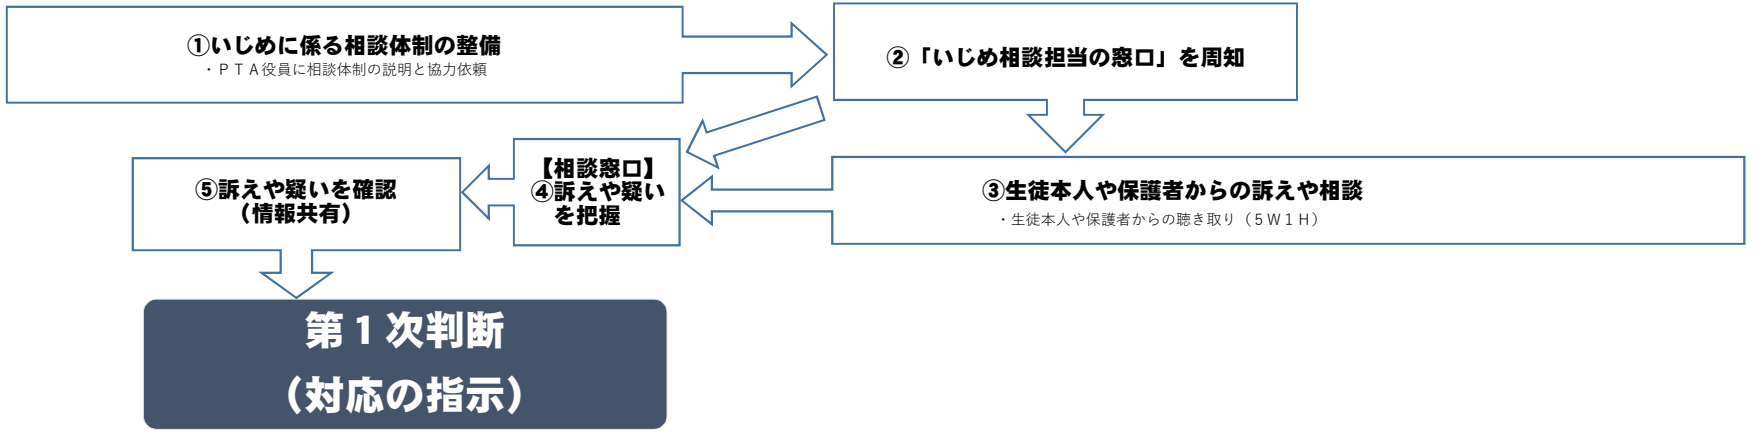 ①いじめに係る相談体制の整備
・ＰＴＡ役員に相談体制の説明と協力依頼
②「いじめ相談担当の窓口」を周知
③生徒本人や保護者からの訴えや相談
・生徒本人や保護者からの聴き取り（５Ｗ１Ｈ）
【相談窓口】
④訴えや疑い
を把握
⑤訴えや疑いを確認
（情報共有）
第１次判断
（対応の指示）